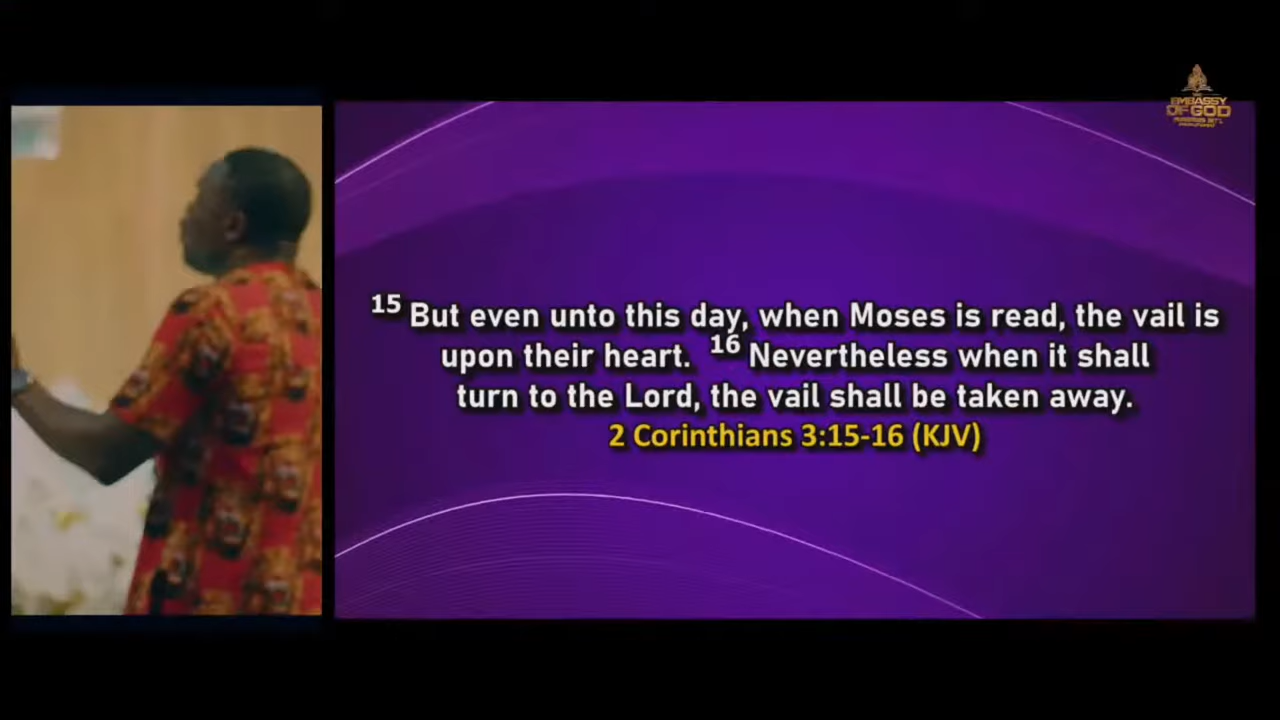 THE
EMBASSY
OF GOD
15 But even unto this day, when Moses is read, the vail is
upon their heart. 16 Nevertheless when it shall
turn to the Lord, the vail shall be taken away.
2 Corinthians 3:15-16 (KJV)